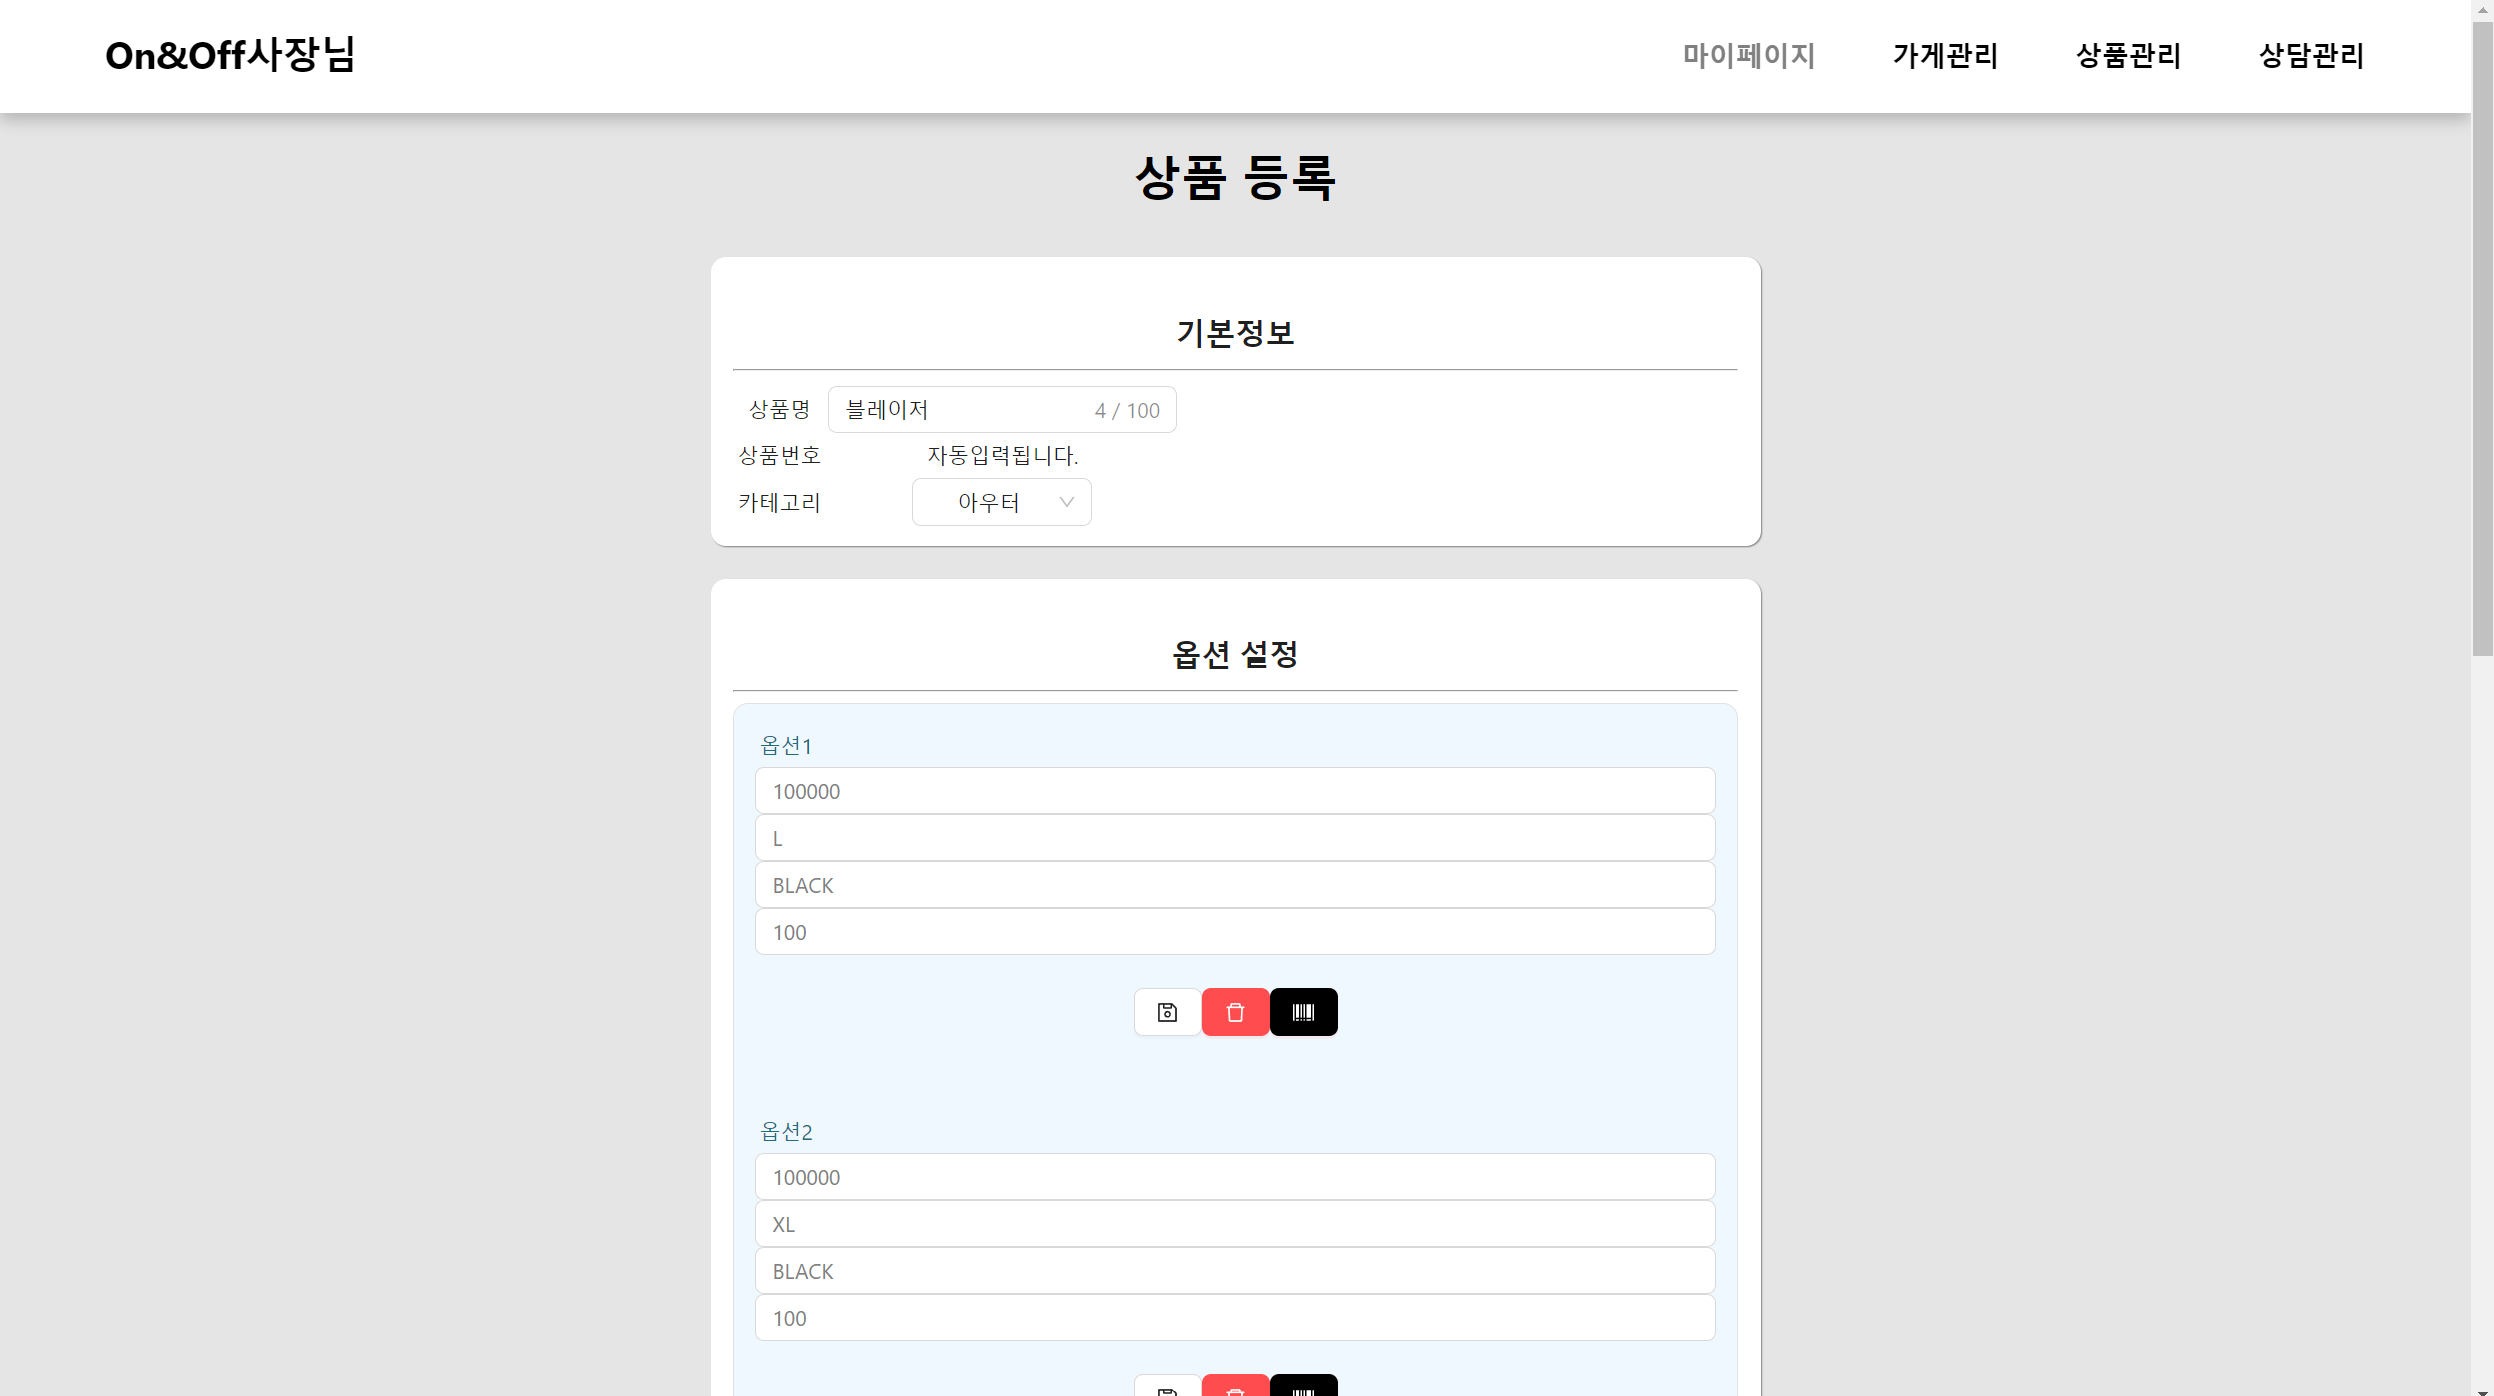 On&Off사장님
마이페이지 가게관리 상품관리 상담관리
상품 등록
기본정보
상품명 블레이저 4 / 100
상품번호 자동입력됩니다.
카테고리 아우터
옵션 설정
옵션1
100000
L
BLACK
100
옵션2
100000
XL
BLACK
100